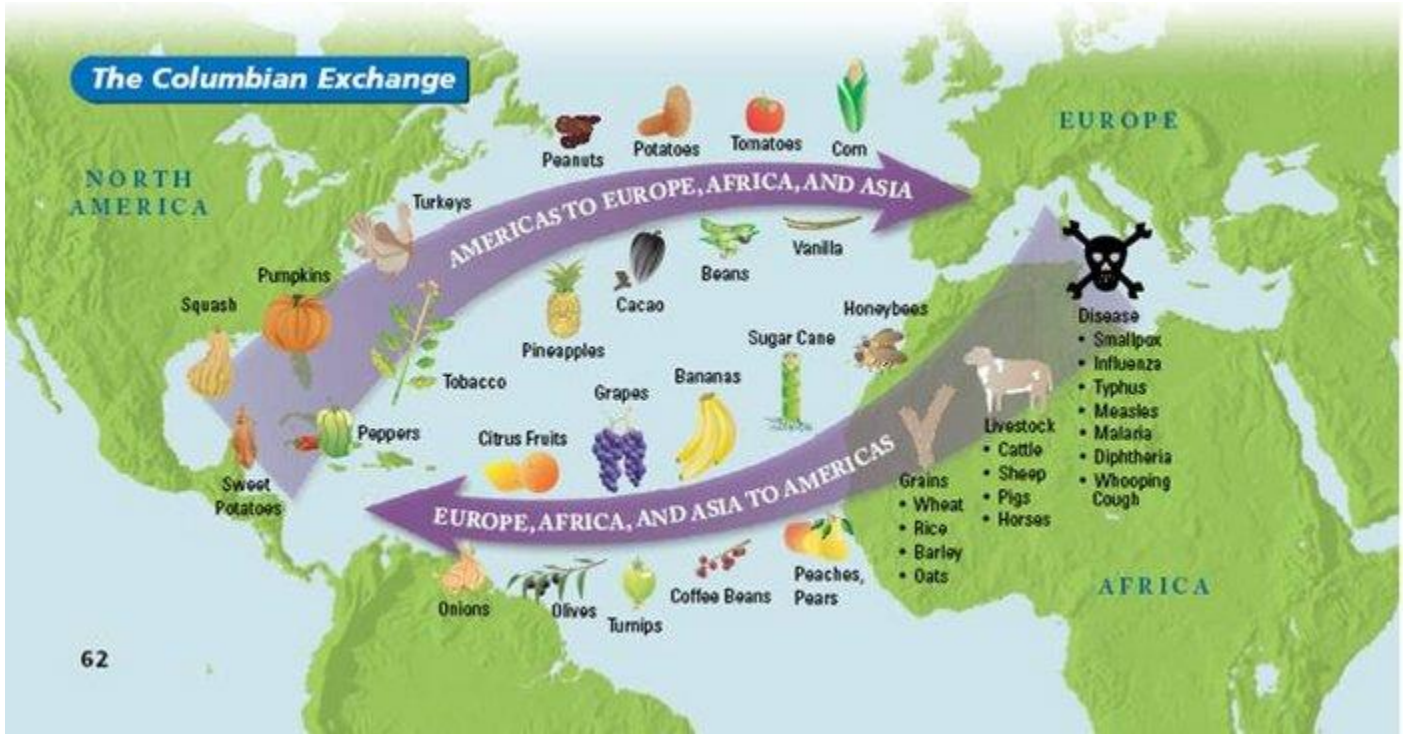 The Columbian Exchange
NORTH
AMERICA
EUROPE
AFRICA
Peanuts
Potatoes
Tomatoes
Corn
Turkeys
AMERICAS TO EUROPE, AFRICA, AND ASIA
Pumpkins
Squash
Pineapples
Cacao
Beans
Vanilla
Tobacco
Peppers
Sweet
Potatoes
Honeybees
Sugar Cane
Bananas
Grapes
Citrus Fruits
EUROPE, AFRICA, AND ASIA TO AMERICAS
Onions
Olives
Turnips
Coffee Beans
Peaches,
Pears
Grains
• Wheat
• Rice
• Barley
• Oats
Livestock
• Cattle
• Sheep
• Pigs
• Horses
Disease
• Smallpox
• Influenza
• Typhus
• Measles
• Malaria
• Diphtheria
• Whooping
Cough
62